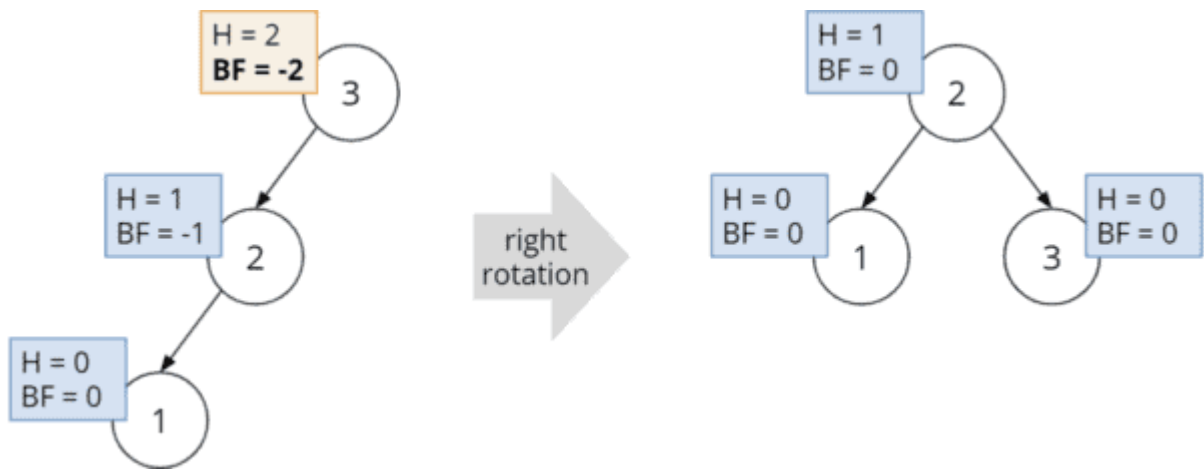 H = 2
BF = -2
3
H = 1
BF = -1
2
H = 0
BF = 0
1
right
rotation
H = 1
BF = 0
2
H = 0
BF = 0
1
H = 0
BF = 0
3